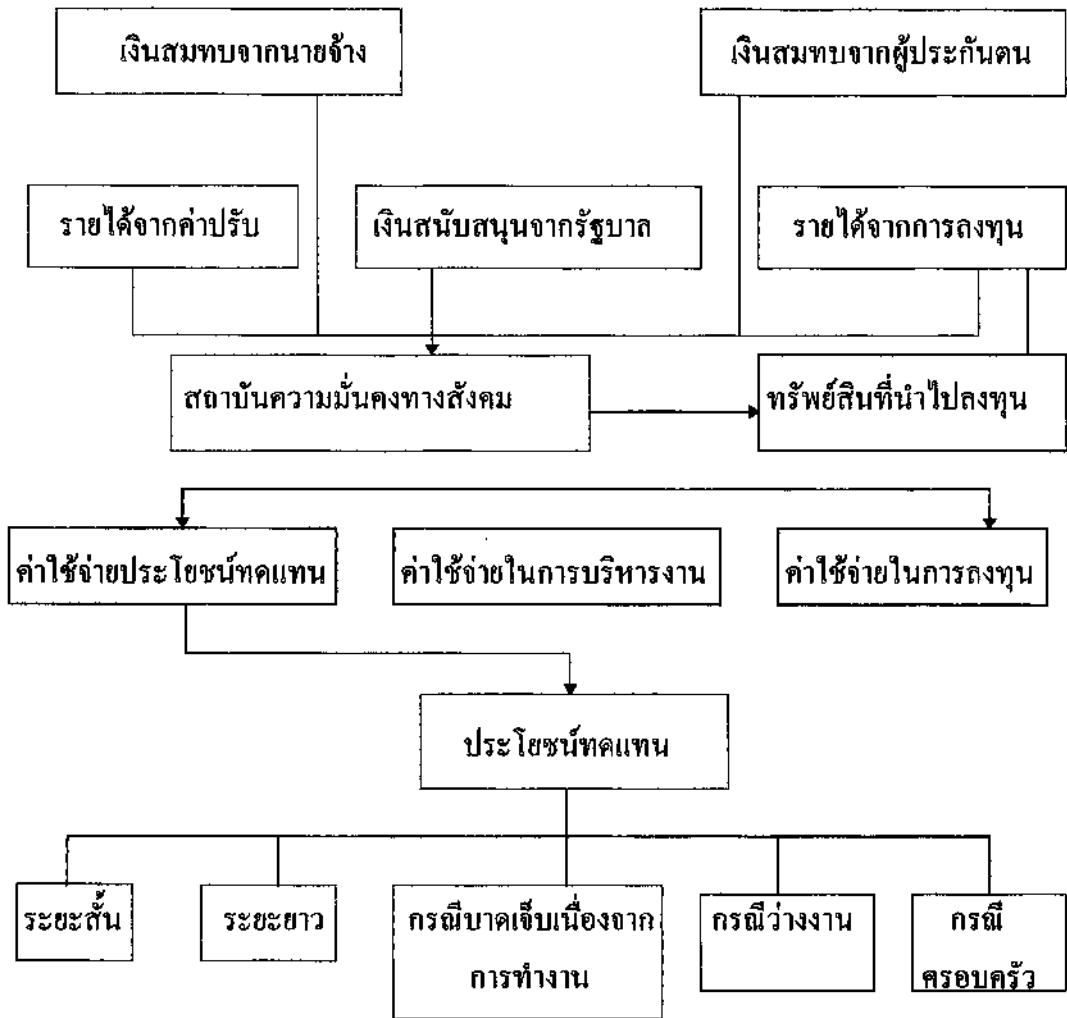 เงินสมทบจากนายจ้าง
เงินสมทบจากผู้ประกันตน
รายได้จากค่าปรับ
เงินสนับสนุนจากรัฐบาล
รายได้จากการลงทุน
สถาบันความมั่นคงทางสังคม
ทรัพย์สินที่นำไปลงทุน
ค่าใช้จ่ายประโยชน์ทดแทน
ค่าใช้จ่ายในการบริหารงาน
ค่าใช้จ่ายในการลงทุน
ประโยชน์ทดแทน
ระยะสั้น
ระยะยาว
กรณีบาดเจ็บเนื่องจาก
การทำงาน
กรณีว่างงาน
กรณี
ครอบครัว